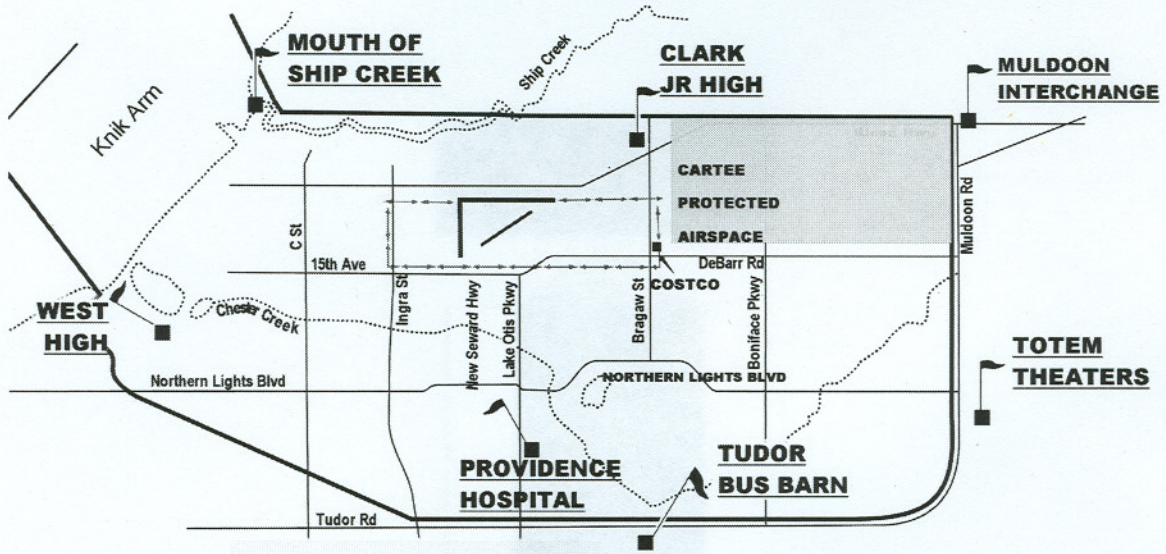 MOUTH OF
SHIP CREEK
Ship Creek
CLARK
JR HIGH
MULDOON
INTERCHANGE
Knik Arm
Glenn Hwy
CARTEE
PROTECTED
AIRSPACE
Muldoon Rd
C St
15th Ave
DeBarr Rd
COSTCO
Ingra St
New Seward Hwy
Lake Otis Pkwy
Bragaw St
Boniface Pkwy
WEST
HIGH
Chester Creek
Northern Lights Blvd
NORTHERN LIGHTS BLVD
TOTEM
THEATERS
PROVIDENCE
HOSPITAL
TUDOR
BUS BARN
Tudor Rd